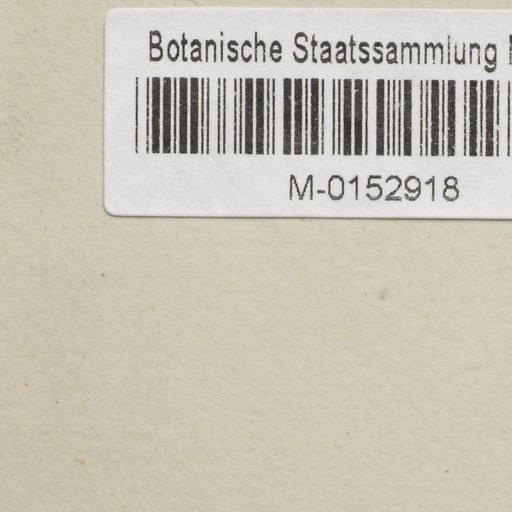 Botanische Staatssammlung
M-0152918